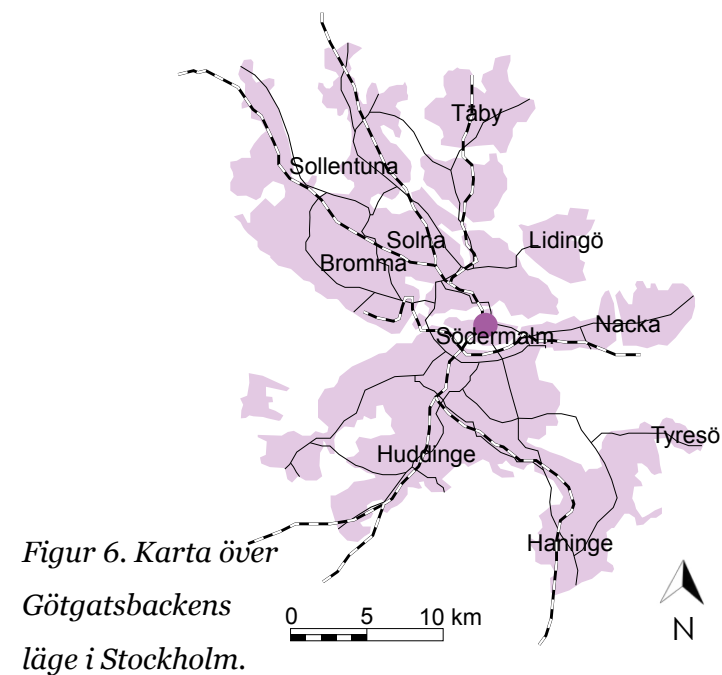 Täby
Sollentuna
Solna
Lidingö
Bromma
Nacka
Södermalm
Tyresö
Huddinge
Haninge
Figur 6. Karta över
Götgatsbackens
läge i Stockholm.
0 5 10 km
N